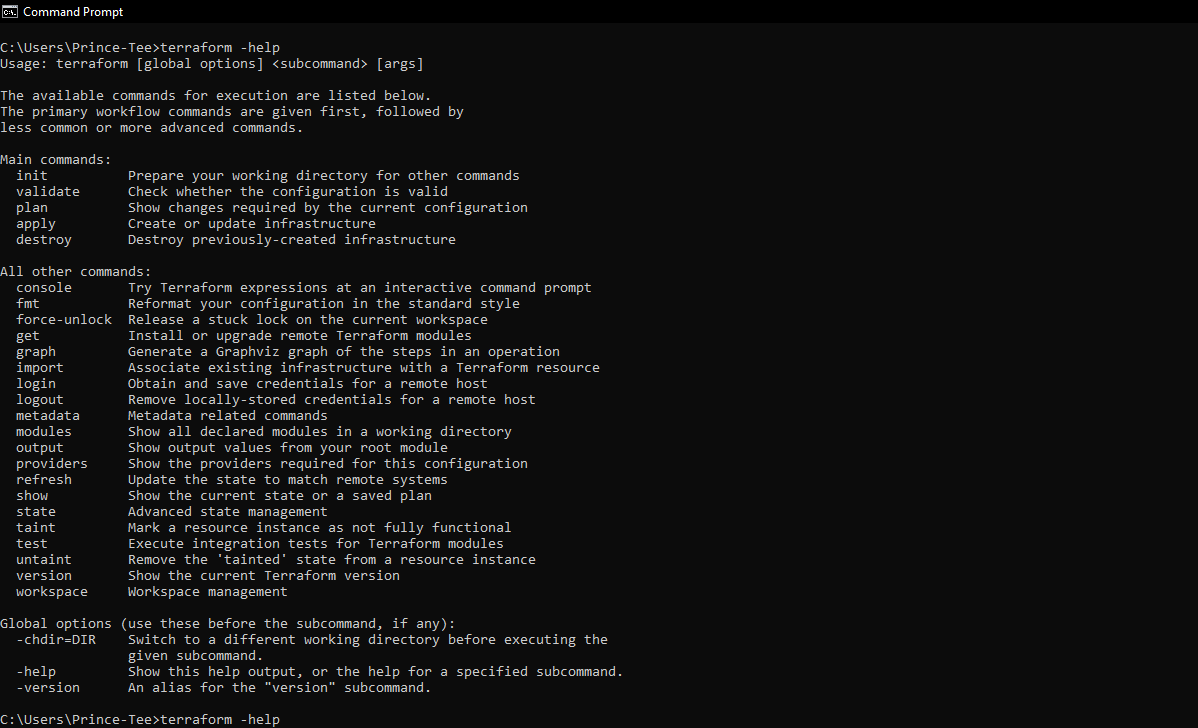 Command Prompt
C:\Users\Prince-Tee>terraform -help
Usage: terraform [global options] <subcommand> [args]
The available commands for execution are listed below.
The primary workflow commands are given first, followed by
less common or more advanced commands.
Main commands:
  init          Prepare your working directory for other commands
  validate      Check whether the configuration is valid
  plan          Show changes required by the current configuration
  apply         Create or update infrastructure
  destroy       Destroy previously-created infrastructure
All other commands:
  console       Try Terraform expressions at an interactive command prompt
  fmt           Reformat your configuration in the standard style
  force-unlock  Release a stuck lock on the current workspace
  get           Install or upgrade remote Terraform modules
  graph         Generate a Graphviz graph of the steps in an operation
  import        Associate existing infrastructure with a Terraform resource
  login         Obtain and save credentials for a remote host
  logout        Remove locally-stored credentials for a remote host
  metadata      Metadata related commands
  modules       Show all declared modules in a working directory
  output        Show output values from your root module
  providers     Show the providers required for this configuration
  refresh       Update the state to match remote systems
  show          Show the current state or a saved plan
  state         Advanced state management
  taint         Mark a resource instance as not fully functional
  test          Execute integration tests for Terraform modules
  untaint       Remove the 'tainted' state from a resource instance
  version       Show the current Terraform version
  workspace     Workspace management
Global options (use these before the subcommand, if any):
  -chdir=DIR    Switch to a different working directory before executing the
                given subcommand.
  -help         Show this help output, or the help for a specified subcommand.
  -version      An alias for the "version" subcommand.
C:\Users\Prince-Tee>terraform -help